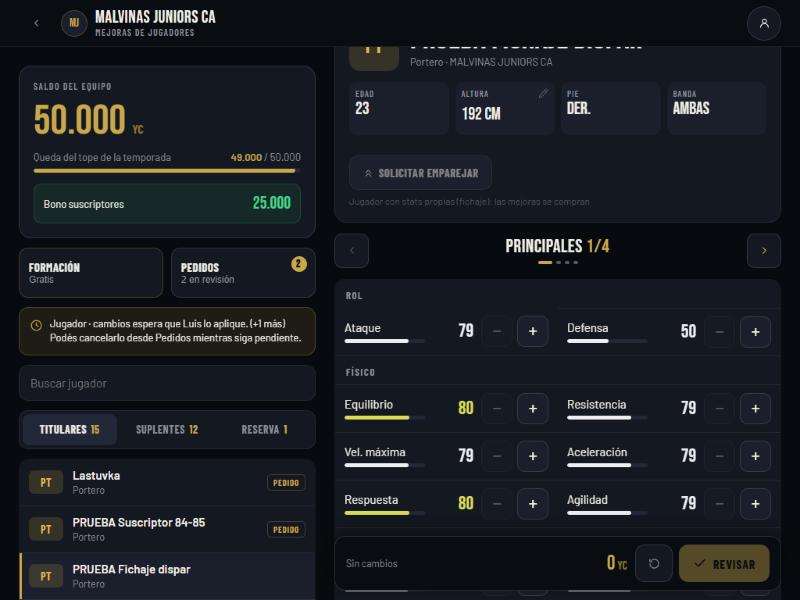 MJ
MALVINAS JUNIORS CA
MEJORAS DE JUGADORES
SALDO DEL EQUIPO
50.000 YC
Queda del tope de la temporada 49.000 / 50.000
Bono suscriptores 25.000
FORMACIÓN
Gratis
PEDIDOS 2
2 en revisión
Jugador · cambios espera que Luis lo aplique. (+1 más)
Podés cancelarlo desde Pedidos mientras siga pendiente.
Buscar jugador
TITULARES 15 SUPLENTES 12 RESERVA 1
PT Lastuvka
Portero
PEDIDO
PT PRUEBA Suscriptor 84-85
Portero
PEDIDO
PT PRUEBA Fichaje dispar
Portero
Portero · MALVINAS JUNIORS CA
EDAD
23
ALTURA
192 CM
PIE
DER.
BANDA
AMBAS
SOLICITAR EMPAREJAR
Jugador con stats propias (fichaje): las mejoras se compran
PRINCIPALES 1/4
ROL
Ataque 79 − +
Defensa 50 − +
FÍSICO
Equilibrio 80 − +
Resistencia 79 − +
Vel. máxima 79 − +
Aceleración 79 − +
Respuesta 80 − +
Agilidad 79 − +
Sin cambios 0 YC REVISAR